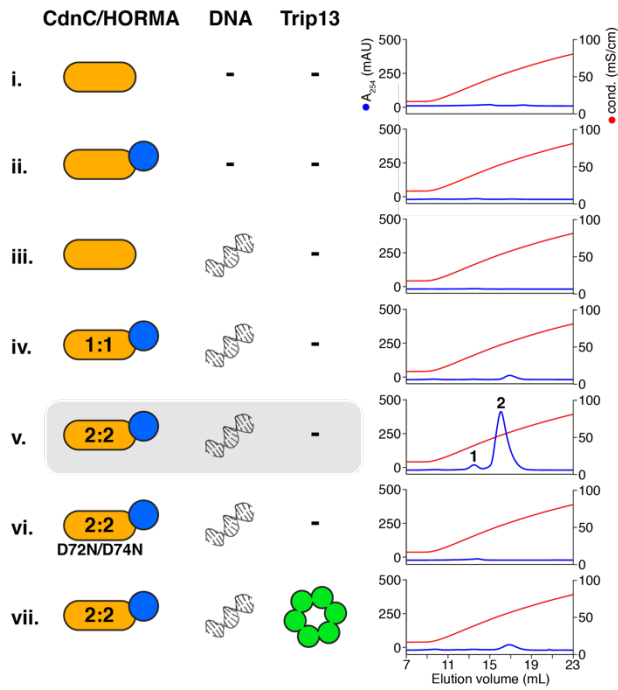 CdnC/HORMA DNA Trip13
i. - -
ii. - -
iii. -
iv. 1:1 -
v. 2:2 -
vi. 2:2 -
D72N/D74N
vii. 2:2
500 100
250 50
0 0
● A254 (mAU)
● cond. (mS/cm)
500 100
250 50
0 0
500 100
250 50
0 0
500 100
250 50
0 0
500 100
250 50
0 0
1 2
500 100
250 50
0 0
500 100
250 50
0 0
7 11 15 19 23
Elution volume (mL)